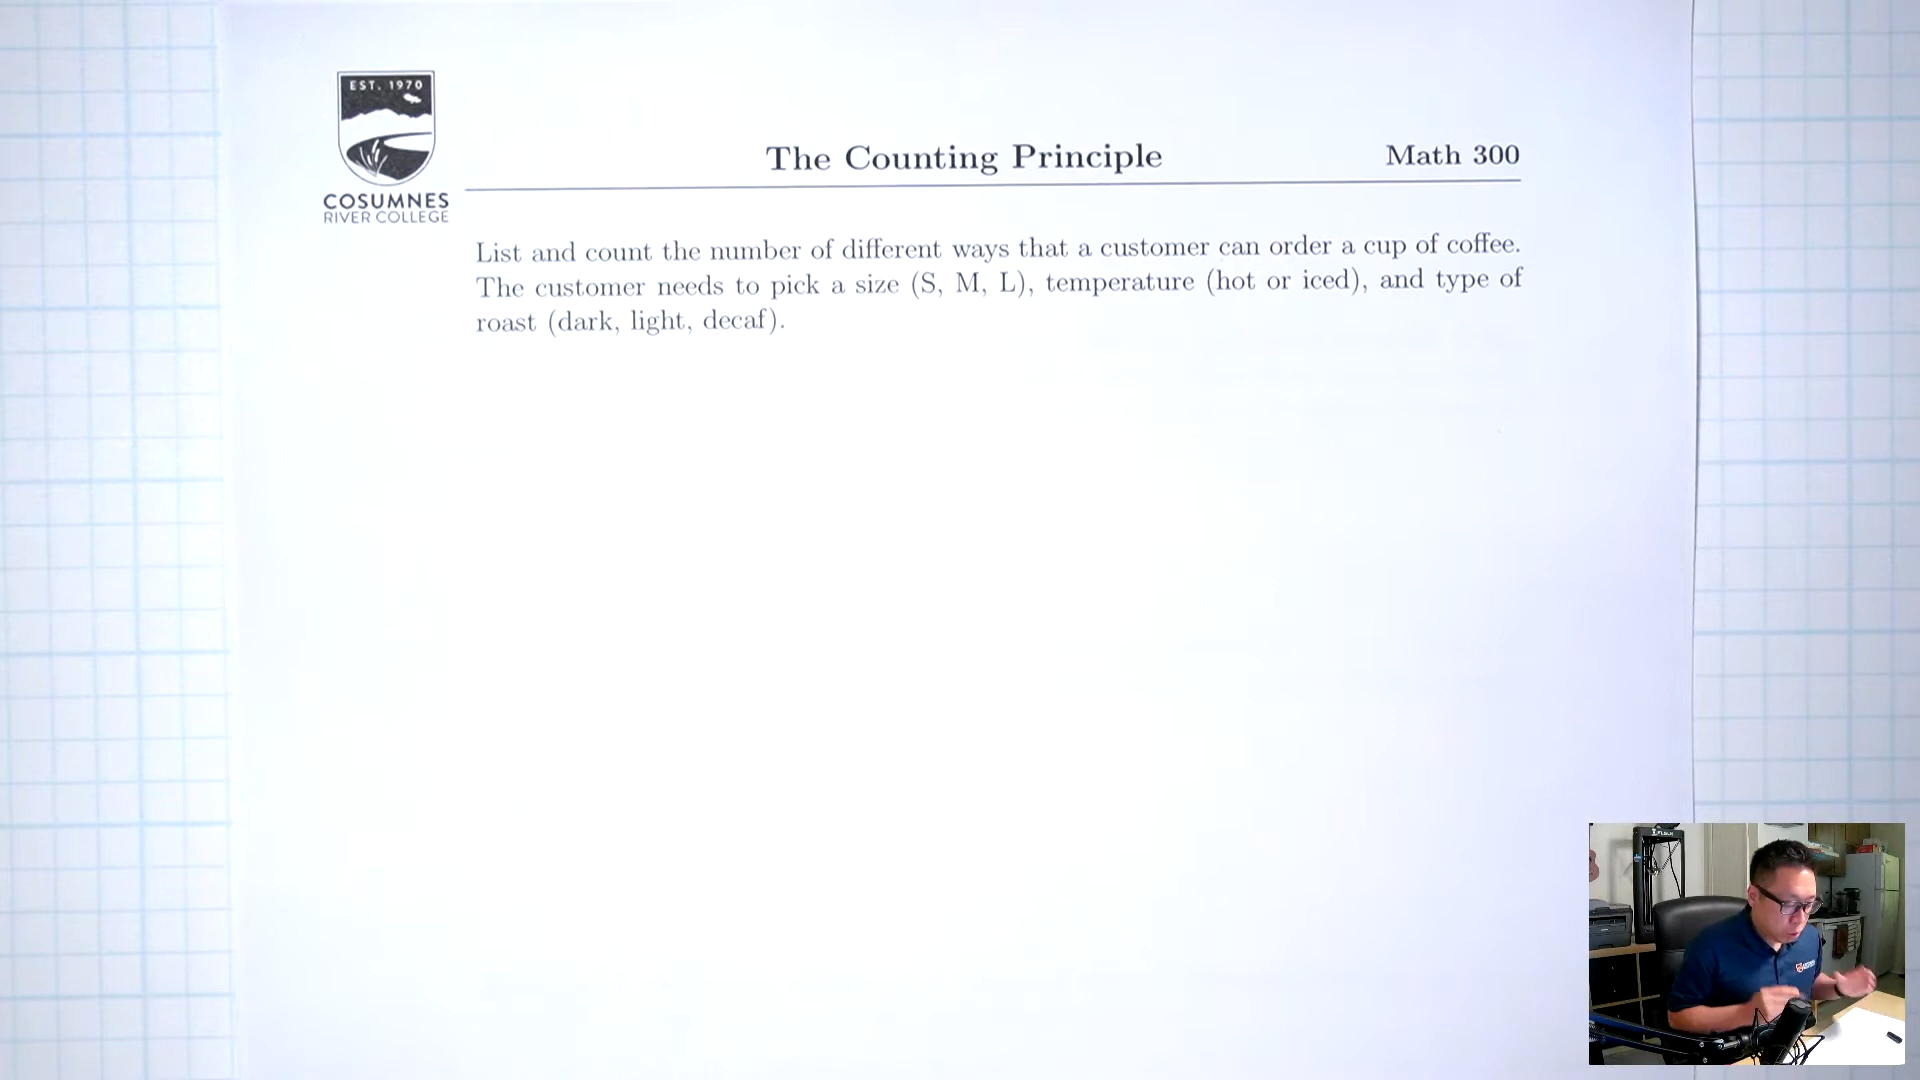 EST. 1970
COSUMNES
RIVER COLLEGE
The Counting Principle
Math 300
List and count the number of different ways that a customer can order a cup of coffee.
The customer needs to pick a size (S, M, L), temperature (hot or iced), and type of
roast (dark, light, decaf).